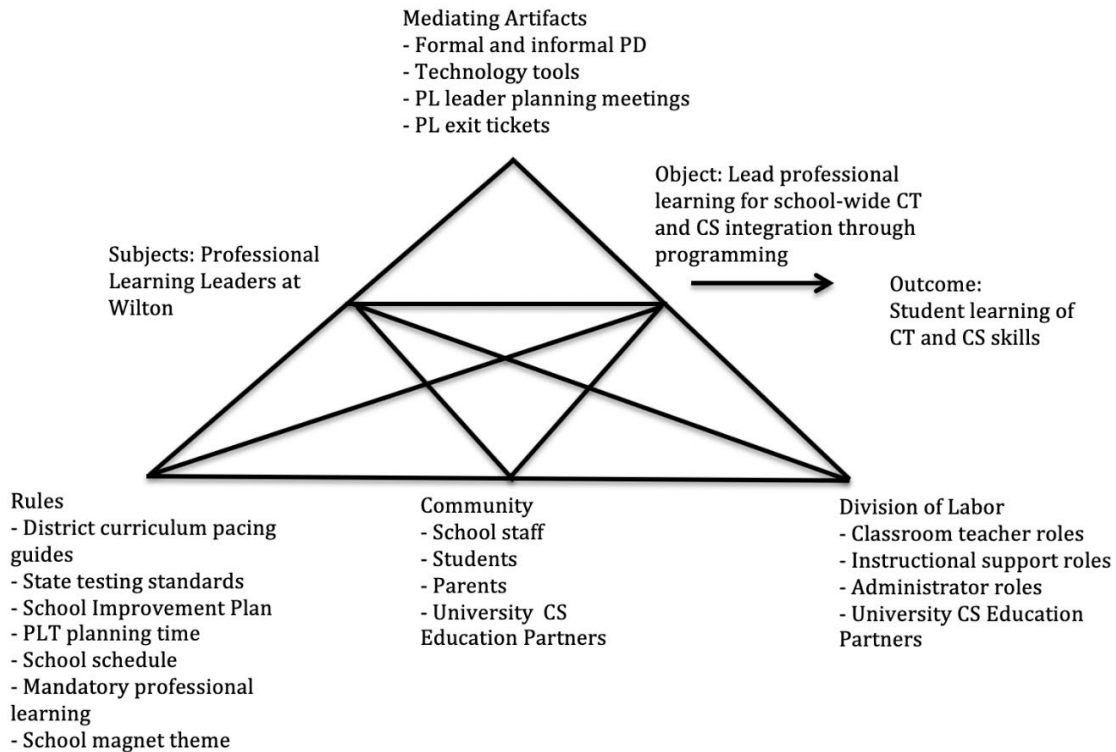 Mediating Artifacts
- Formal and informal PD
- Technology tools
- PL leader planning meetings
- PL exit tickets
Object: Lead professional
learning for school-wide CT
and CS integration through
programming
Subjects: Professional
Learning Leaders at
Wilton
Outcome:
Student learning of
CT and CS skills
Rules
- District curriculum pacing
guides
- State testing standards
- School Improvement Plan
- PLT planning time
- School schedule
- Mandatory professional
learning
- School magnet theme
Community
- School staff
- Students
- Parents
- University  CS
Education Partners
Division of Labor
- Classroom teacher roles
- Instructional support roles
- Administrator roles
- University CS Education
Partners